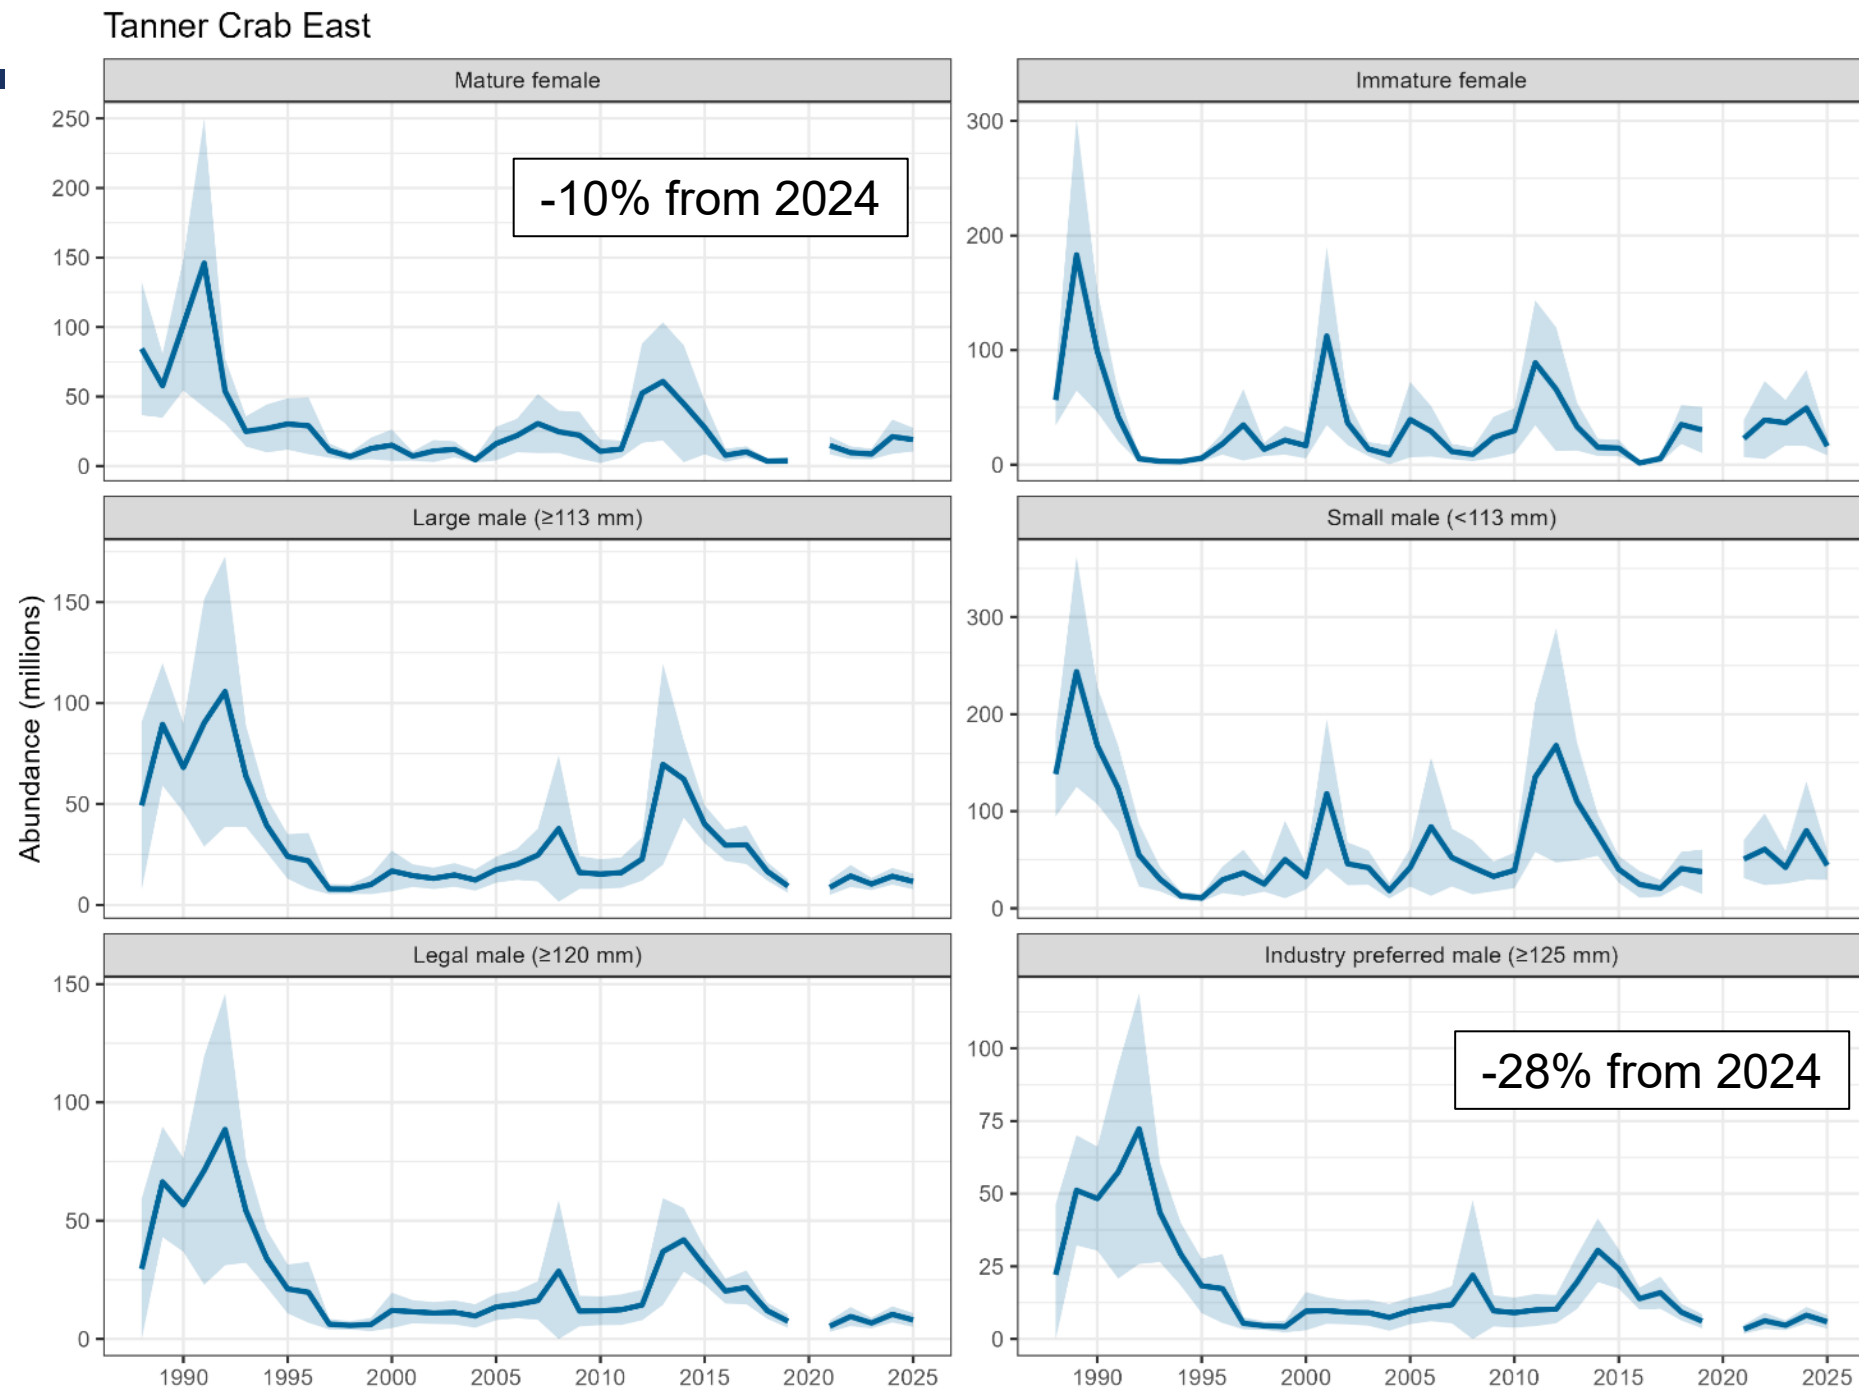 Tanner Crab East
Mature female
Immature female
250
200
150
100
50
0
-10% from 2024
300
200
100
0
Large male (≥113 mm)
Small male (<113 mm)
Abundance (millions)
150
100
50
0
300
200
100
0
Legal male (≥120 mm)
Industry preferred male (≥125 mm)
150
100
50
0
100
75
50
25
0
-28% from 2024
1990 1995 2000 2005 2010 2015 2020 2025
1990 1995 2000 2005 2010 2015 2020 2025